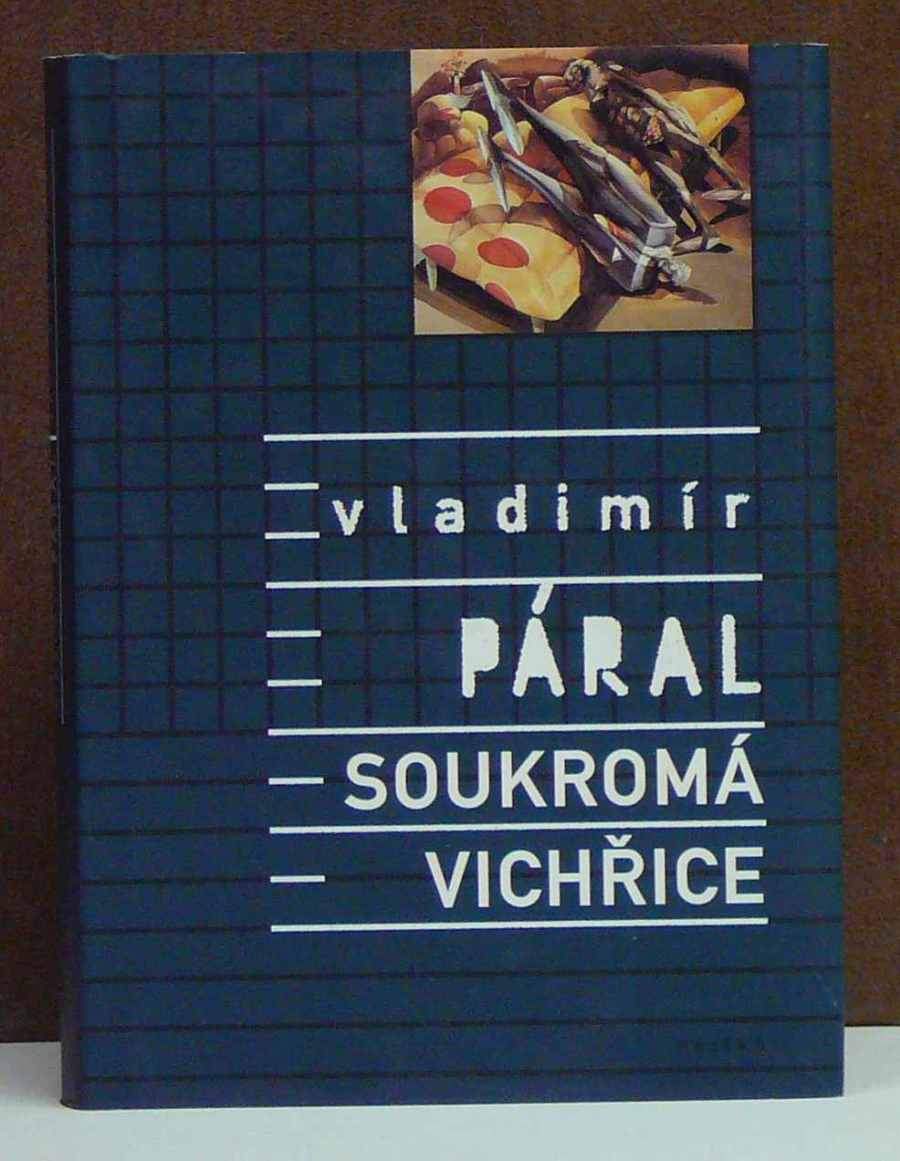 vladimír
PÁRAL
SOUKROMÁ
VICHŘICE